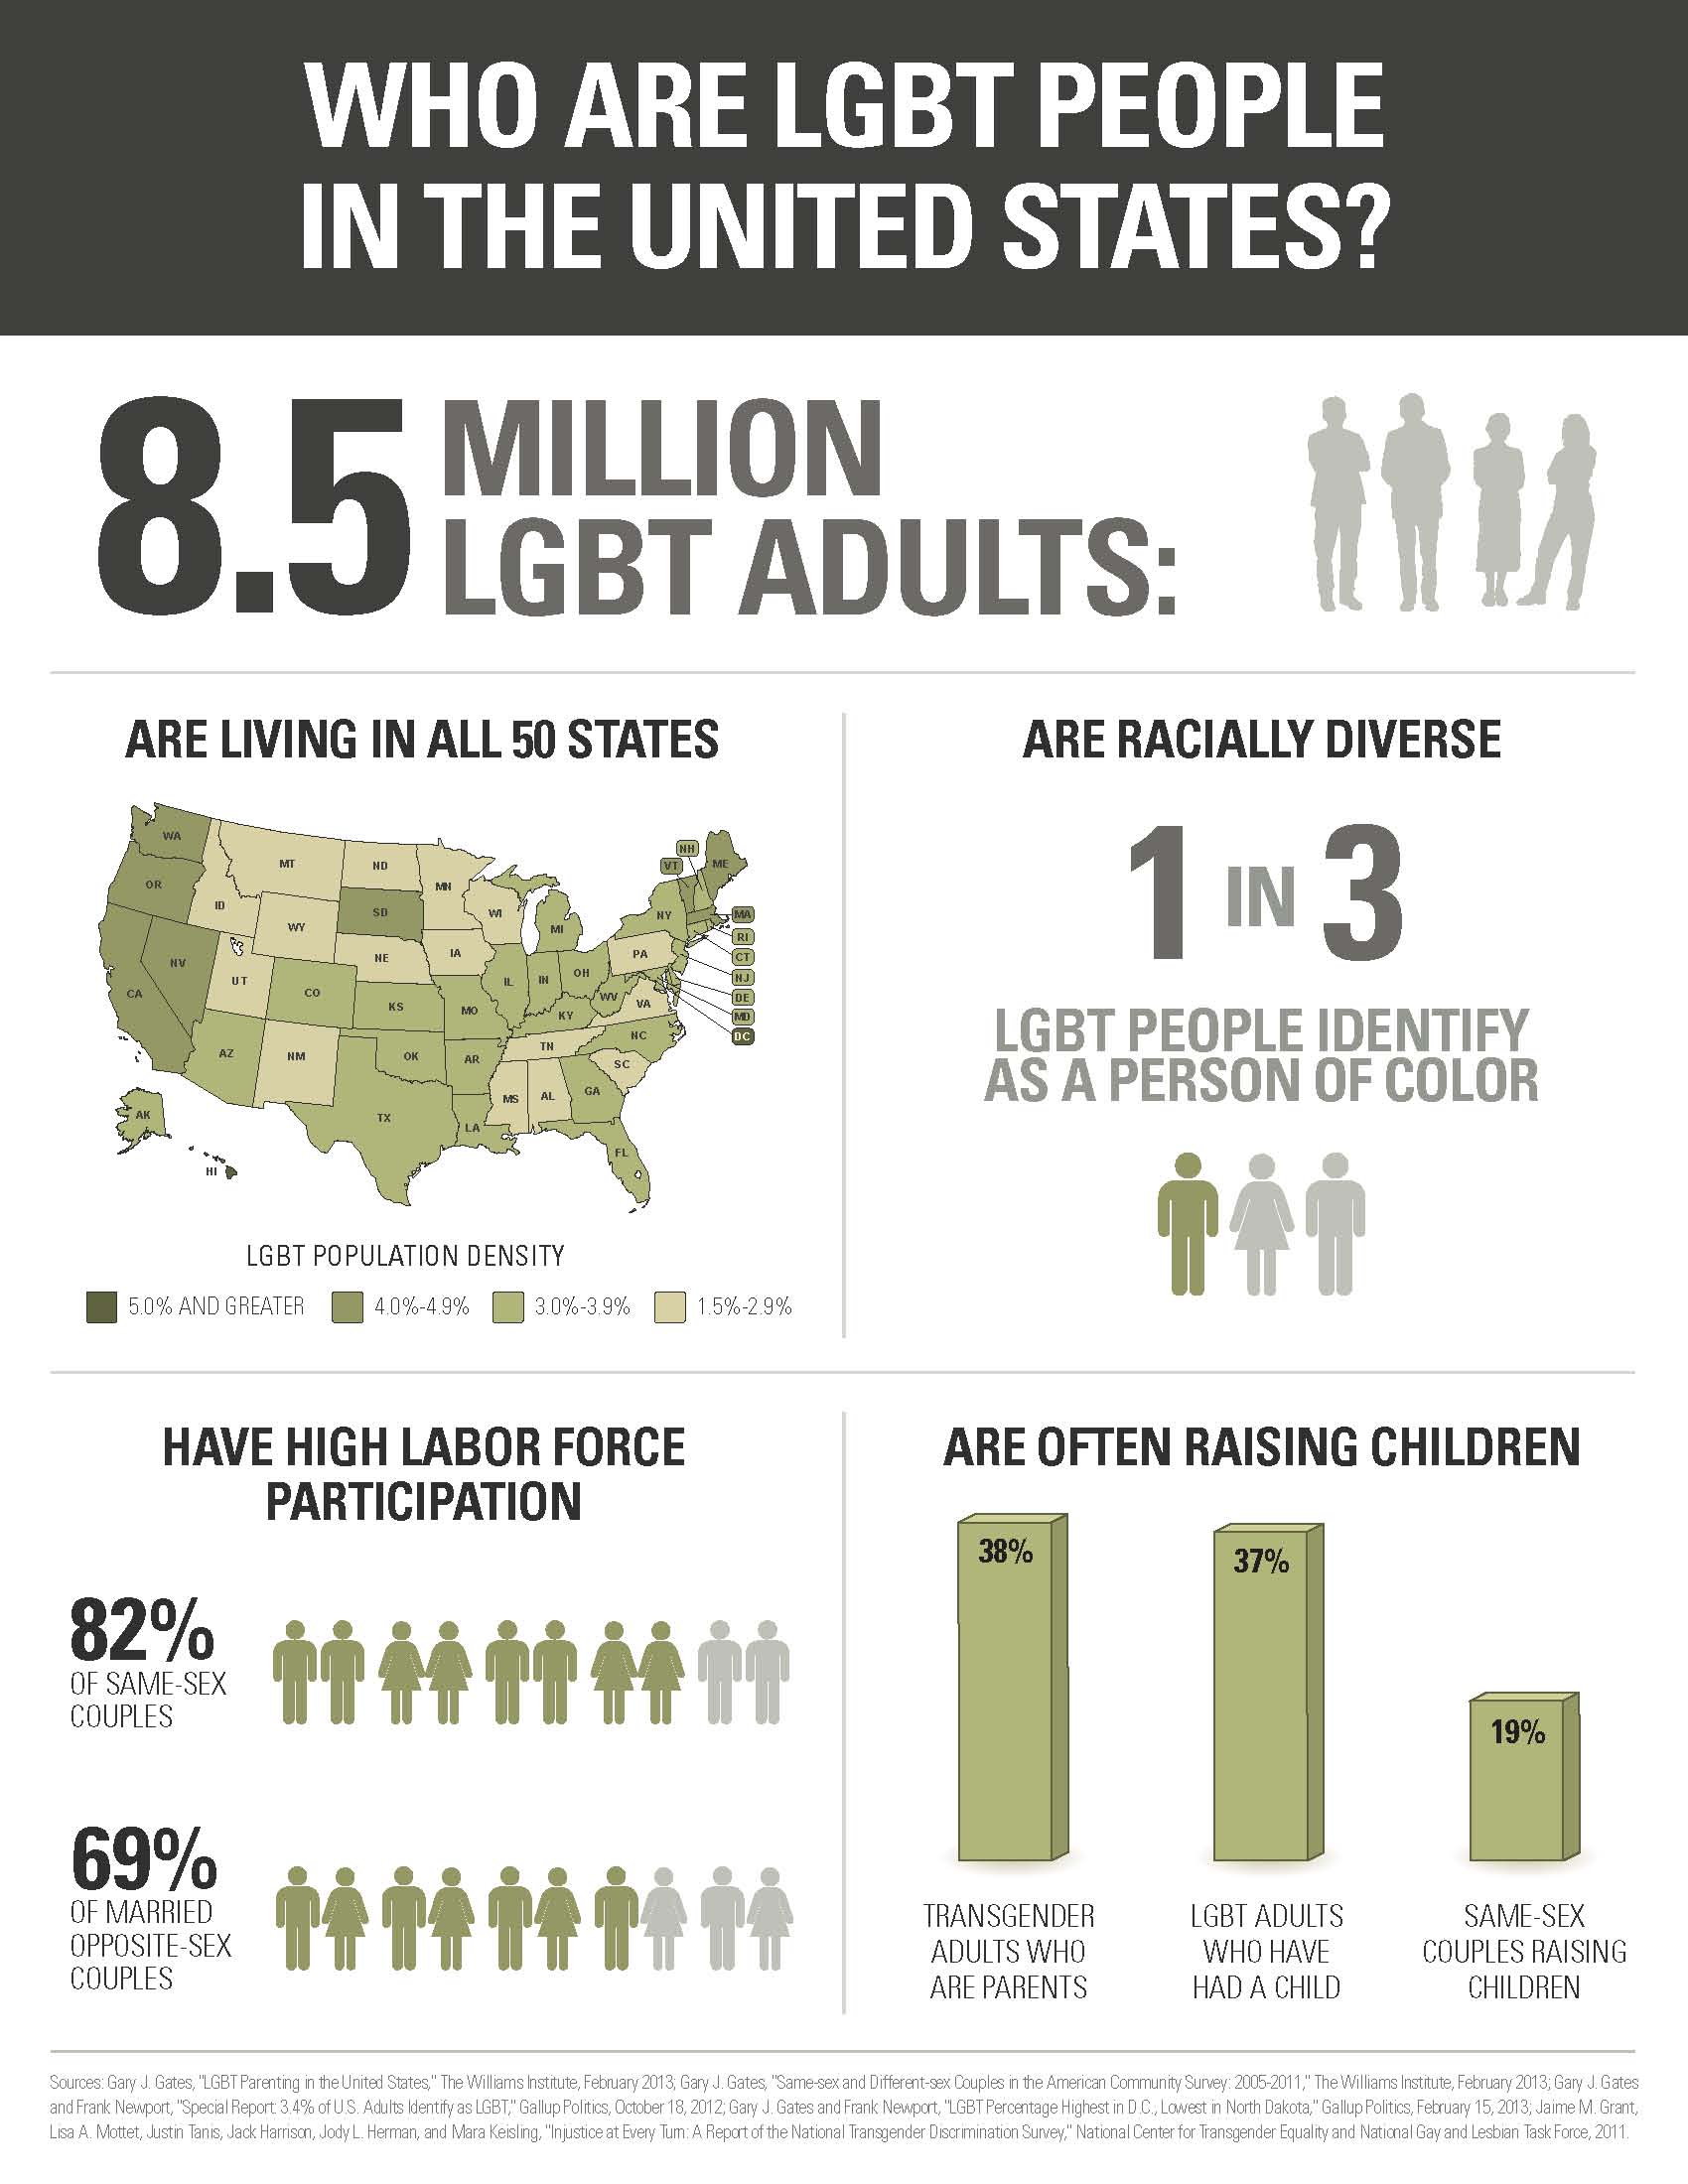 WHO ARE LGBT PEOPLE
IN THE UNITED STATES?
8.5 MILLION
LGBT ADULTS:
ARE LIVING IN ALL 50 STATES
WA
MT
ND
MN
OR
ID
SD
WI
WY
MI
NY
NH
VT
ME
MA
RI
CT
NJ
DE
MD
DC
NV
UT
CA
NE
IA
PA
CO
KS
MO
IL
IN
OH
WV
VA
KY
NC
TN
AZ
NM
OK
AR
SC
MS
AL
GA
TX
LA
FL
AK
HI
LGBT POPULATION DENSITY
5.0% AND GREATER
4.0%-4.9%
3.0%-3.9%
1.5%-2.9%
ARE RACIALLY DIVERSE
1 IN 3
LGBT PEOPLE IDENTIFY
AS A PERSON OF COLOR
HAVE HIGH LABOR FORCE
PARTICIPATION
82%
OF SAME-SEX
COUPLES
69%
OF MARRIED
OPPOSITE-SEX
COUPLES
ARE OFTEN RAISING CHILDREN
38%
37%
19%
TRANSGENDER
ADULTS WHO
ARE PARENTS
LGBT ADULTS
WHO HAVE
HAD A CHILD
SAME-SEX
COUPLES RAISING
CHILDREN
Sources: Gary J. Gates, "LGBT Parenting in the United States," The Williams Institute, February 2013; Gary J. Gates, "Same-sex and Different-sex Couples in the American Community Survey: 2005-2011," The Williams Institute, February 2013; Gary J. Gates
and Frank Newport, "Special Report: 3.4% of U.S. Adults Identify as LGBT," Gallup Politics, October 18, 2012; Gary J. Gates and Frank Newport, "LGBT Percentage Highest in D.C., Lowest in North Dakota," Gallup Politics, February 15, 2013; Jaime M. Grant,
Lisa A. Mottet, Justin Tanis, Jack Harrison, Jody L. Herman, and Mara Keisling, "Injustice at Every Turn: A Report of the National Transgender Discrimination Survey," National Center for Transgender Equality and National Gay and Lesbian Task Force, 2011.